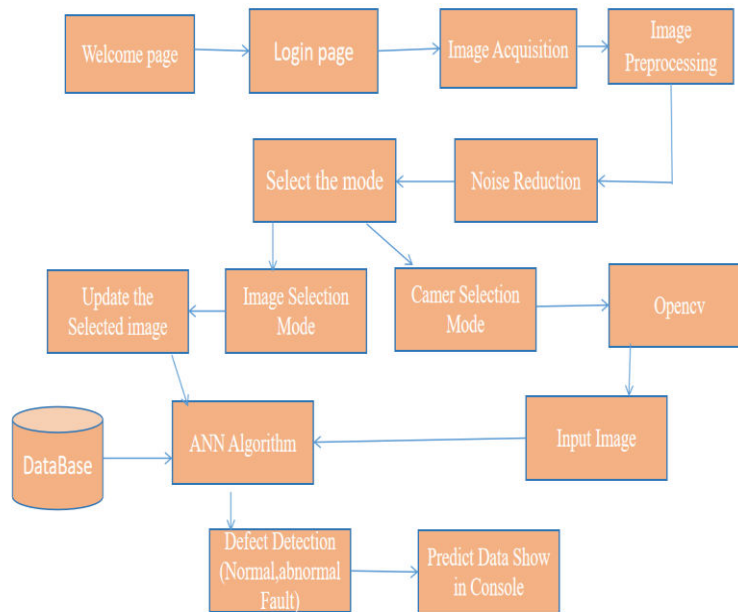 Welcome page
Login page
Image Acquisition
Image
Preprocessing
Select the mode
Noise Reduction
Update the
Selected image
Image Selection
Mode
Camer Selection
Mode
Opencv
DataBase
ANN Algorithm
Input Image
Defect Detection
(Normal,abnormal
Fault)
Predict Data Show
in Console